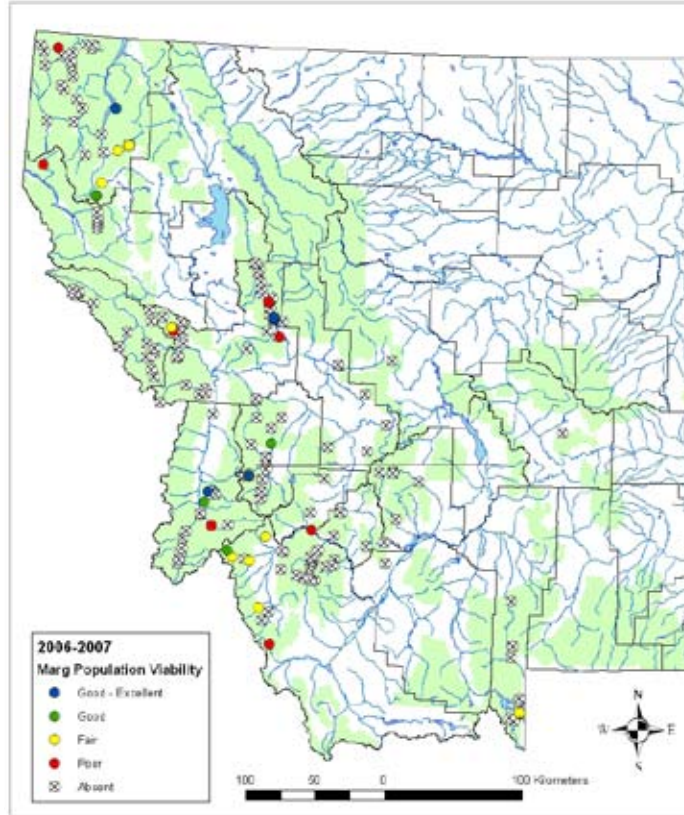 2006-2007
Marg Population Viability
Good - Excellent
Good
Fair
Poor
Absent
N
W E
S
100 50 0 100 Kilometers